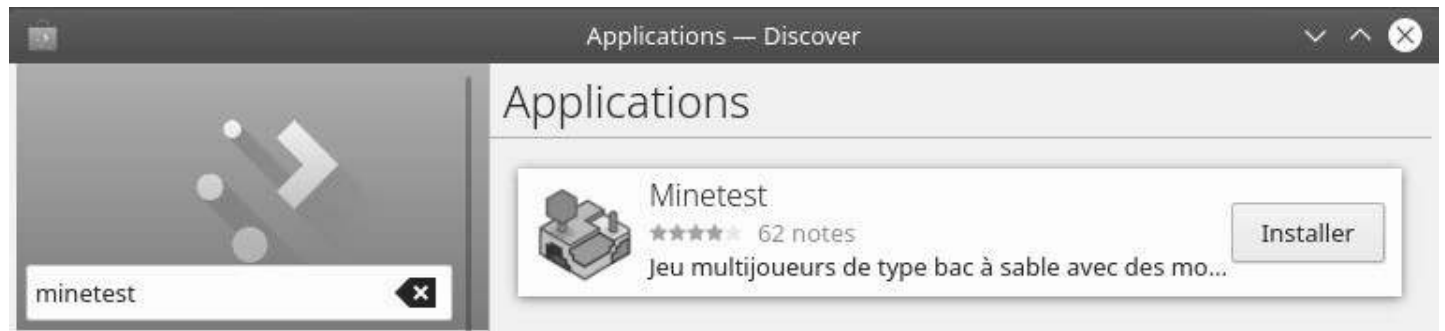 Applications — Discover
Applications
minetest
Minetest
62 notes
Jeu multijoueurs de type bac à sable avec des mo...
Installer